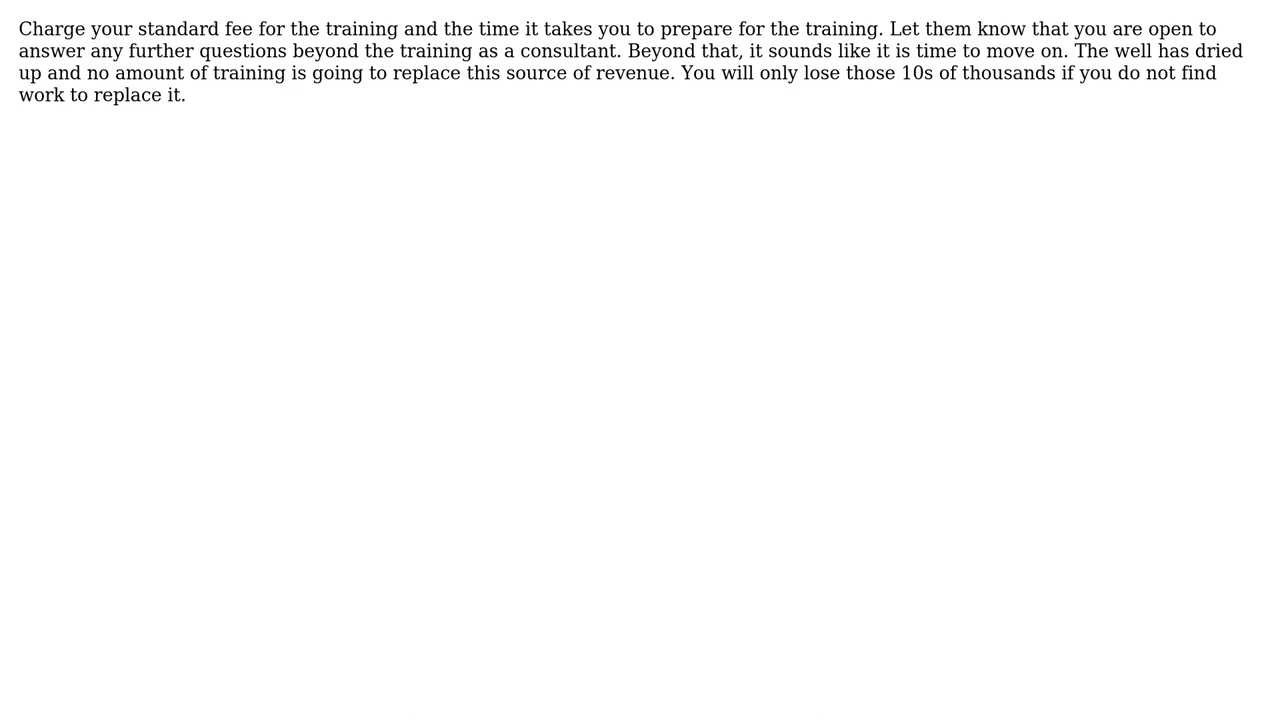 Charge your standard fee for the training and the time it takes you to prepare for the training. Let them know that you are open to
answer any further questions beyond the training as a consultant. Beyond that, it sounds like it is time to move on. The well has dried
up and no amount of training is going to replace this source of revenue. You will only lose those 10s of thousands if you do not find
work to replace it.